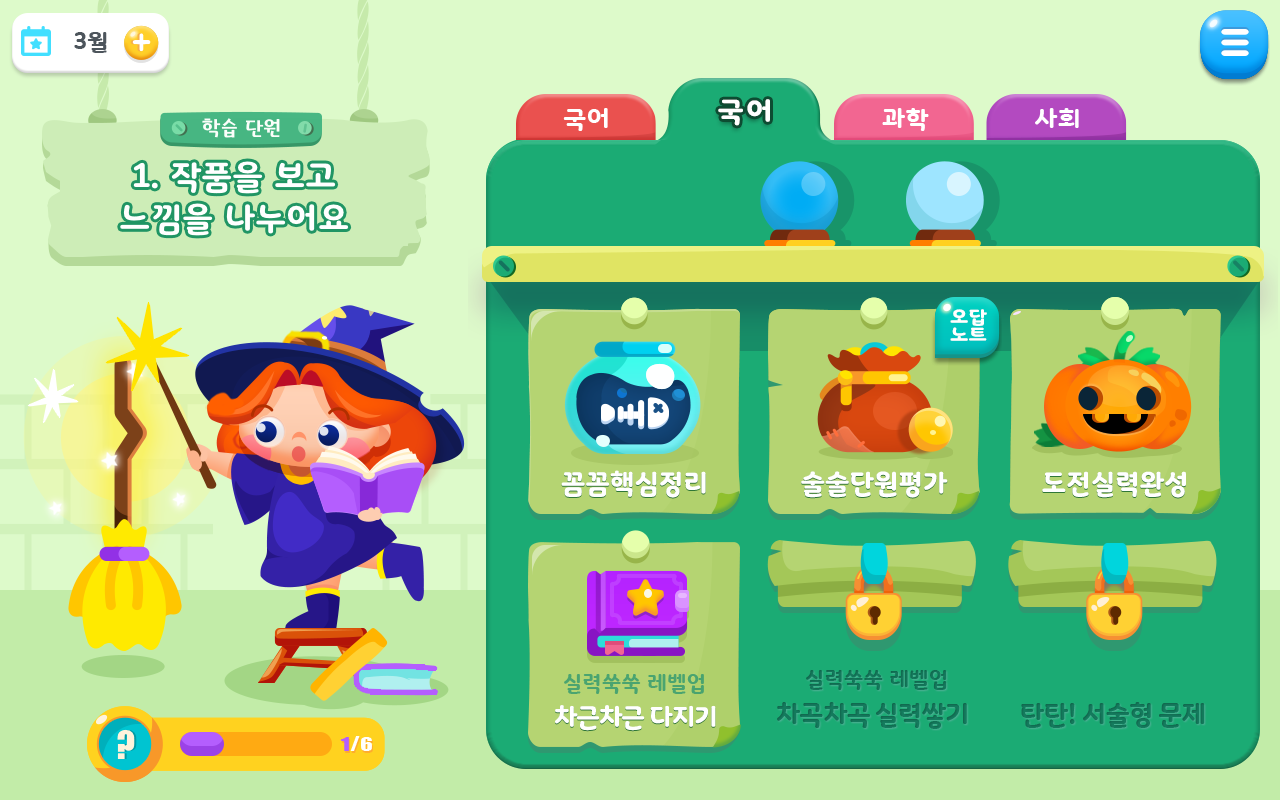 3월
학습 단원
1. 작품을 보고
느낌을 나누어요
?
1/6
국어
국어
과학
사회
오답
노트
꼼꼼핵심정리
술술단원평가
도전실력완성
실력쑥쑥 레벨업
차근차근 다지기
실력쑥쑥 레벨업
차곡차곡 실력쌓기
탄탄! 서술형 문제